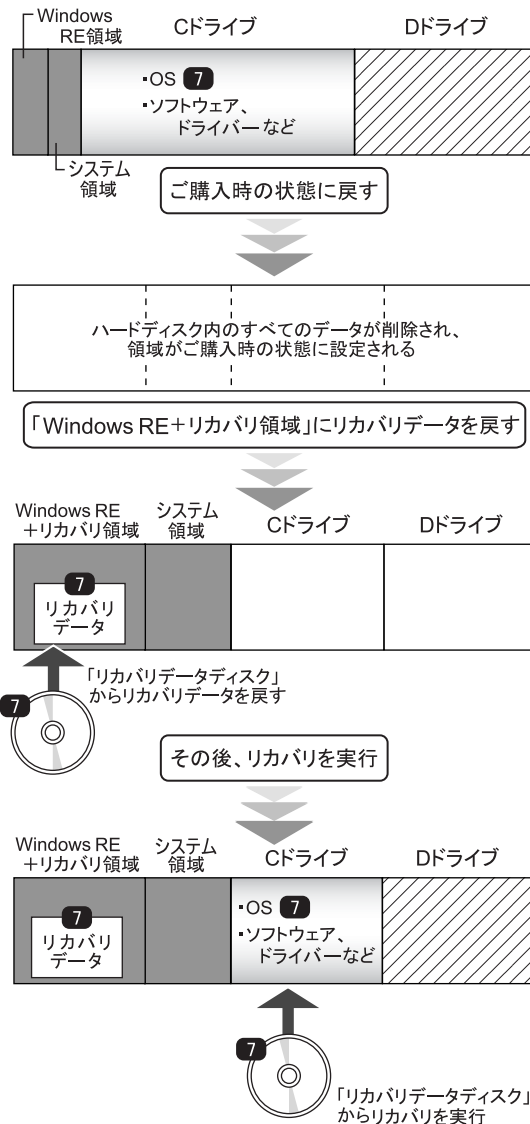 Windows
RE領域
Cドライブ
Dドライブ
・OS 7
・ソフトウェア、
ドライバーなど
システム
領域
ご購入時の状態に戻す
ハードディスク内のすべてのデータが削除され、
領域がご購入時の状態に設定される
「Windows RE+リカバリ領域」にリカバリデータを戻す
Windows RE
+リカバリ領域
システム
領域
Cドライブ
Dドライブ
7
リカバリ
データ
「リカバリデータディスク」
からリカバリデータを戻す
7
その後、リカバリを実行
Windows RE
+リカバリ領域
システム
領域
Cドライブ
Dドライブ
7
リカバリ
データ
・OS 7
・ソフトウェア、
ドライバーなど
7
「リカバリデータディスク」
からリカバリを実行